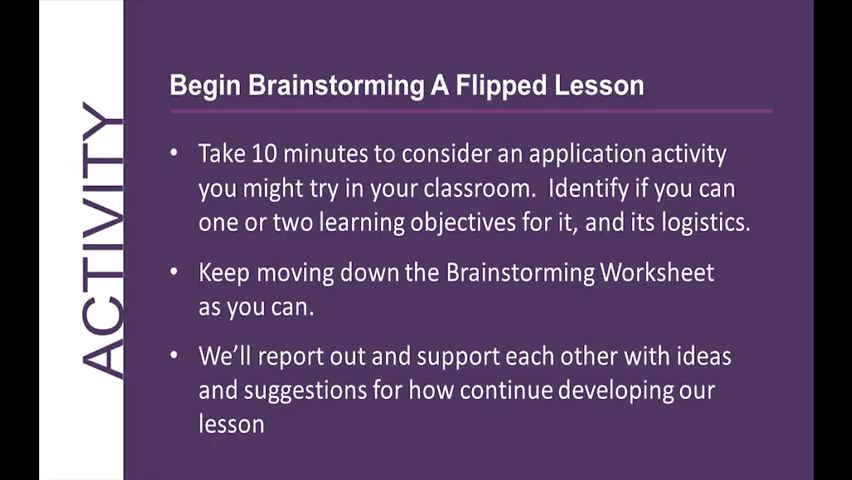 ACTIVITY
Begin Brainstorming A Flipped Lesson
• Take 10 minutes to consider an application activity
you might try in your classroom.  Identify if you can
one or two learning objectives for it, and its logistics.
• Keep moving down the Brainstorming Worksheet
as you can.
• We’ll report out and support each other with ideas
and suggestions for how continue developing our
lesson